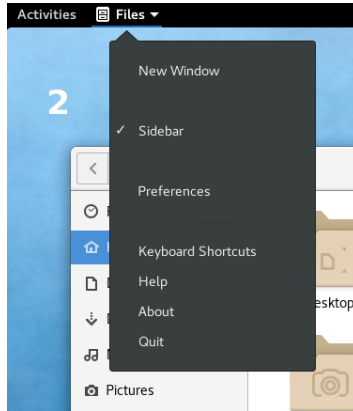 Activities Files
New Window
2
Sidebar
Preferences
Keyboard Shortcuts
Help
esktop
About
Quit
Pictures